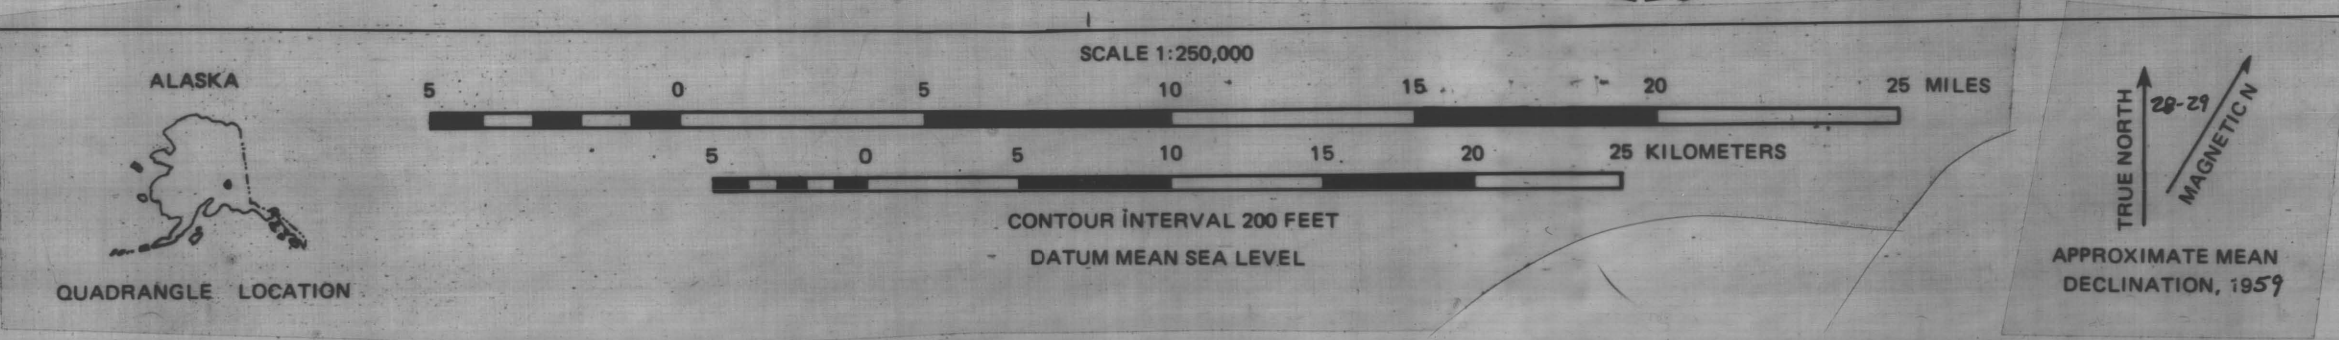 SCALE 1:250,000
ALASKA
5 0 5 10 15 20 25 MILES
5 0 5 10 15 20 25 KILOMETERS
CONTOUR INTERVAL 200 FEET
DATUM MEAN SEA LEVEL
QUADRANGLE LOCATION
TRUE NORTH
28-29
MAGNETIC N
APPROXIMATE MEAN
DECLINATION, 1959